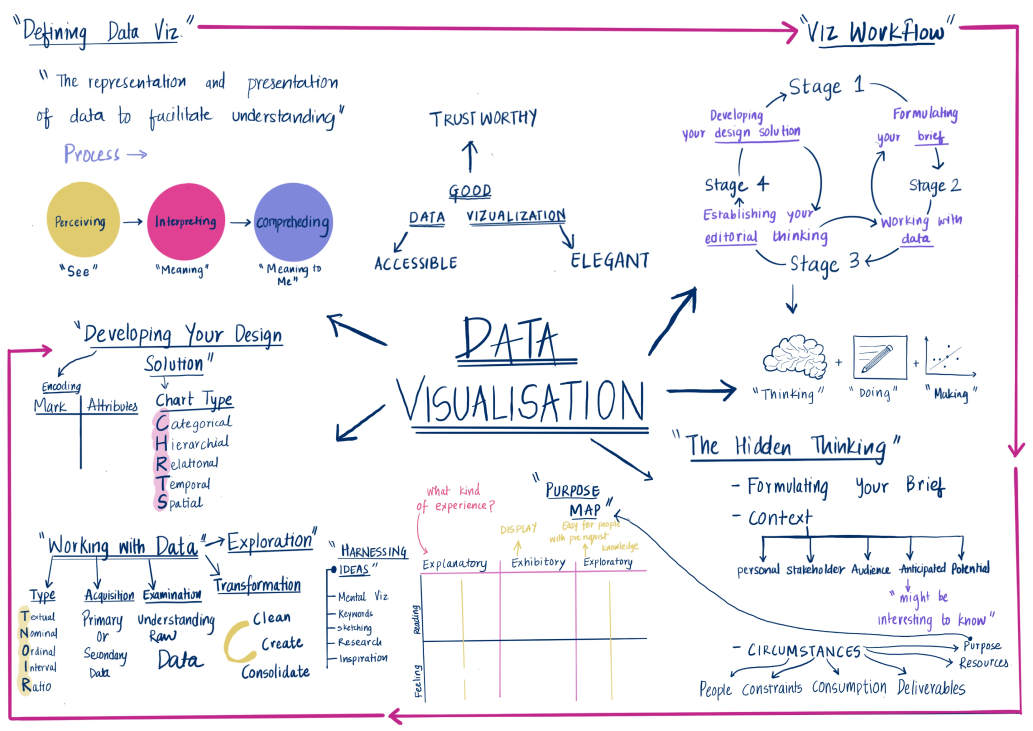 "Defining Data Viz."
"The representation and presentation
of data to facilitate understanding"
Process
Perceiving
Interpreting
Compreheding
"See"
"Meaning"
"Meaning to
Me"
TRUSTWORTHY
GOOD
DATA VIZUALIZATION
ACCESSIBLE
ELEGANT
"VIZ WORKFLOW"
Stage 1
Developing
your design solution
Formulating
your brief
Stage 4
Stage 2
Establishing your
editorial thinking
Working with
data
Stage 3
+
+
"Thinking"
"Doing"
"Making"
DATA
VISUALISATION
"Developing Your Design
Solution"
Encoding
Mark
Attributes
Chart Type
Categorical
Hierarchial
Relational
Temporal
Spatial
"Working with Data"
Exploration"
Type
Textual
Nominal
Ordinal
Interval
Ratio
Acquisition
Primary
Or
Secondary
Data
Examination
Understanding
Raw
Data
Transformation
Clean
Create
Consolidate
"HARNESSING
IDEAS"
Mental Viz
Keywords
Sketching
Research
Inspiration
"PURPOSE
MAP"
What kind
of experience?
DISPLAY
Easy for people
knowledge
Explanatory
Exhibitory
Exploratory
Reading
Feeling
"The Hidden Thinking"
- Formulating Your Brief
- Context
personal
Stakeholder
Audience
Anticipated
Potential
"might be
interesting to know"
- CIRCUMSTANCES
Purpose
Resources
People
Constraints
Consumption
Deliverables